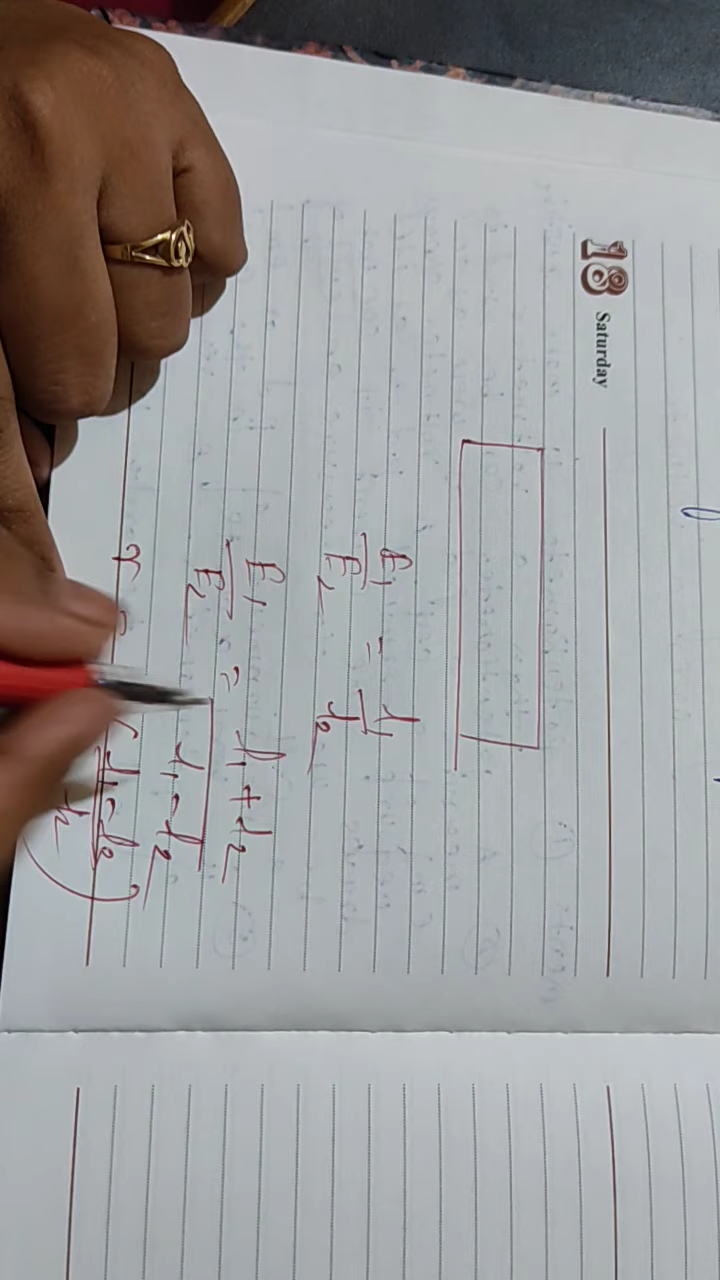 18 Saturday
E1/E2 = l1/l2
E1/E2 = l1 + l2/l1 - l2
r = (l1 - l2/l2)